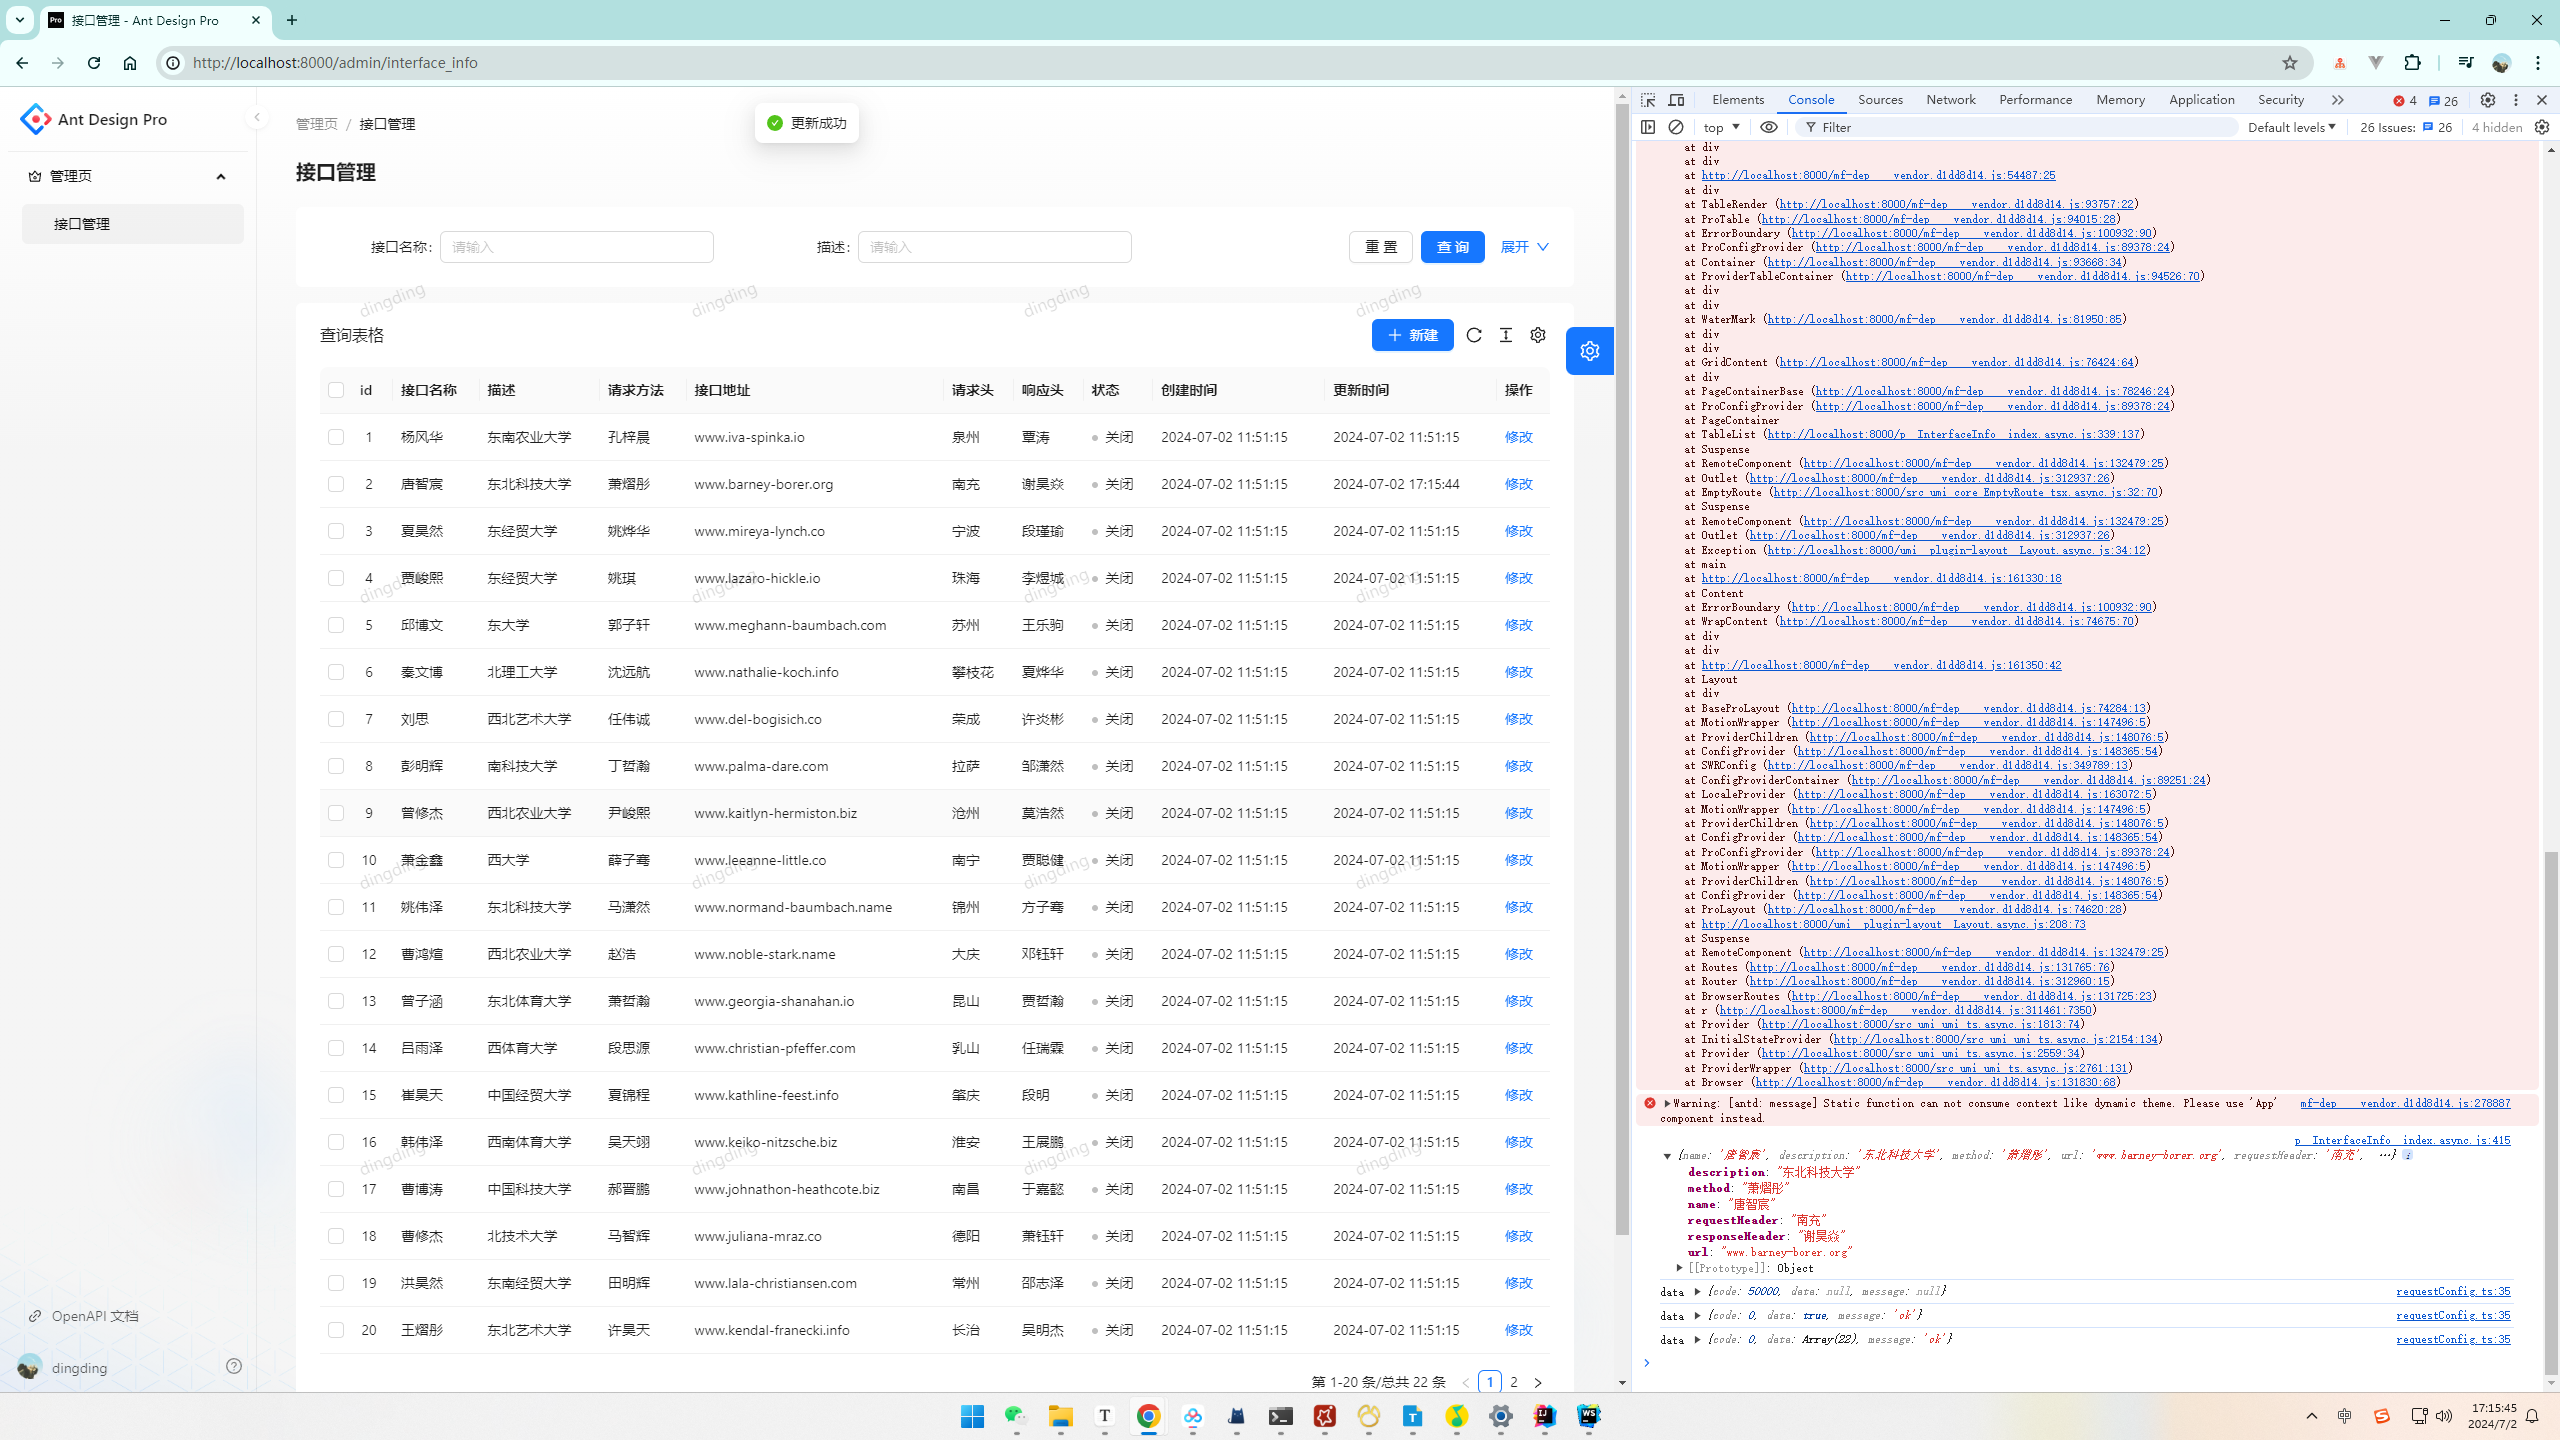 接口管理 - Ant Design Pro
http://localhost:8000/admin/interface_info
Ant Design Pro
管理页
接口管理
OpenAPI 文档
dingding
管理页 / 接口管理
更新成功
接口管理
接口名称: 请输入 描述: 请输入 重 置 查 询 展开
查询表格 新建
id 接口名称 描述 请求方法 接口地址 请求头 响应头 状态 创建时间 更新时间 操作
1 杨风华 东南农业大学 孔梓晨 www.iva-spinka.io 泉州 覃涛 关闭 2024-07-02 11:51:15 2024-07-02 11:51:15 修改
2 唐智宸 东北科技大学 萧熠彤 www.barney-borer.org 南充 谢昊焱 关闭 2024-07-02 11:51:15 2024-07-02 17:15:44 修改
3 夏昊然 东经贸大学 姚烨华 www.mireya-lynch.co 宁波 段瑾瑜 关闭 2024-07-02 11:51:15 2024-07-02 11:51:15 修改
4 贾峻熙 东经贸大学 姚琪 www.lazaro-hickle.io 珠海 李煜城 关闭 2024-07-02 11:51:15 2024-07-02 11:51:15 修改
5 邱博文 东大学 郭子轩 www.meghann-baumbach.com 苏州 王乐驹 关闭 2024-07-02 11:51:15 2024-07-02 11:51:15 修改
6 秦文博 北理工大学 沈远航 www.nathalie-koch.info 攀枝花 夏烨华 关闭 2024-07-02 11:51:15 2024-07-02 11:51:15 修改
7 刘思 西北艺术大学 任伟诚 www.del-bogisich.co 荣成 许炎彬 关闭 2024-07-02 11:51:15 2024-07-02 11:51:15 修改
8 彭明辉 南科技大学 丁哲瀚 www.palma-dare.com 拉萨 邹潇然 关闭 2024-07-02 11:51:15 2024-07-02 11:51:15 修改
9 曾修杰 西北农业大学 尹峻熙 www.kaitlyn-hermiston.biz 沧州 莫浩然 关闭 2024-07-02 11:51:15 2024-07-02 11:51:15 修改
10 萧金鑫 西大学 薛子骞 www.leeanne-little.co 南宁 贾聪健 关闭 2024-07-02 11:51:15 2024-07-02 11:51:15 修改
11 姚伟泽 东北科技大学 马潇然 www.normand-baumbach.name 锦州 方子骞 关闭 2024-07-02 11:51:15 2024-07-02 11:51:15 修改
12 曹鸿煊 西北农业大学 赵浩 www.noble-stark.name 大庆 邓钰轩 关闭 2024-07-02 11:51:15 2024-07-02 11:51:15 修改
13 曾子涵 东北体育大学 萧哲瀚 www.georgia-shanahan.io 昆山 贾哲瀚 关闭 2024-07-02 11:51:15 2024-07-02 11:51:15 修改
14 吕雨泽 西体育大学 段思源 www.christian-pfeffer.com 乳山 任瑞霖 关闭 2024-07-02 11:51:15 2024-07-02 11:51:15 修改
15 崔昊天 中国经贸大学 夏锦程 www.kathline-feest.info 肇庆 段明 关闭 2024-07-02 11:51:15 2024-07-02 11:51:15 修改
16 韩伟泽 西南体育大学 吴天翊 www.keiko-nitzsche.biz 淮安 王展鹏 关闭 2024-07-02 11:51:15 2024-07-02 11:51:15 修改
17 曹博涛 中国科技大学 郝晋鹏 www.johnathon-heathcote.biz 南昌 于嘉懿 关闭 2024-07-02 11:51:15 2024-07-02 11:51:15 修改
18 曹修杰 北技术大学 马智辉 www.juliana-mraz.co 德阳 萧钰轩 关闭 2024-07-02 11:51:15 2024-07-02 11:51:15 修改
19 洪昊然 东南经贸大学 田明辉 www.lala-christiansen.com 常州 邵志泽 关闭 2024-07-02 11:51:15 2024-07-02 11:51:15 修改
20 王熠彤 东北艺术大学 许昊天 www.kendal-franecki.info 长治 吴明杰 关闭 2024-07-02 11:51:15 2024-07-02 11:51:15 修改
第 1-20 条/总共 22 条 < 1 2 >
dingding dingding dingding dingding
dingding dingding dingding dingding
dingding dingding dingding dingding
dingding dingding dingding dingding
Elements Console Sources Network Performance Memory Application Security 4 26
top Filter Default levels 26 Issues: 26 4 hidden
at div
at div
at http://localhost:8000/mf-dep____vendor.d1dd8d14.js:54487:25
at div
at TableRender (http://localhost:8000/mf-dep____vendor.d1dd8d14.js:93757:22)
at ProTable (http://localhost:8000/mf-dep____vendor.d1dd8d14.js:94015:28)
at ErrorBoundary (http://localhost:8000/mf-dep____vendor.d1dd8d14.js:100932:90)
at ProConfigProvider (http://localhost:8000/mf-dep____vendor.d1dd8d14.js:89378:24)
at Container (http://localhost:8000/mf-dep____vendor.d1dd8d14.js:93668:34)
at ProviderTableContainer (http://localhost:8000/mf-dep____vendor.d1dd8d14.js:94526:70)
at div
at div
at WaterMark (http://localhost:8000/mf-dep____vendor.d1dd8d14.js:81950:85)
at div
at div
at GridContent (http://localhost:8000/mf-dep____vendor.d1dd8d14.js:76424:64)
at div
at PageContainerBase (http://localhost:8000/mf-dep____vendor.d1dd8d14.js:78246:24)
at ProConfigProvider (http://localhost:8000/mf-dep____vendor.d1dd8d14.js:89378:24)
at PageContainer
at TableList (http://localhost:8000/p__InterfaceInfo__index.async.js:339:137)
at Suspense
at RemoteComponent (http://localhost:8000/mf-dep____vendor.d1dd8d14.js:132479:25)
at Outlet (http://localhost:8000/mf-dep____vendor.d1dd8d14.js:312937:26)
at EmptyRoute (http://localhost:8000/src_umi_core_EmptyRoute_tsx.async.js:32:70)
at Suspense
at RemoteComponent (http://localhost:8000/mf-dep____vendor.d1dd8d14.js:132479:25)
at Outlet (http://localhost:8000/mf-dep____vendor.d1dd8d14.js:312937:26)
at Exception (http://localhost:8000/umi__plugin-layout__Layout.async.js:34:12)
at main
at http://localhost:8000/mf-dep____vendor.d1dd8d14.js:161330:18
at Content
at ErrorBoundary (http://localhost:8000/mf-dep____vendor.d1dd8d14.js:100932:90)
at WrapContent (http://localhost:8000/mf-dep____vendor.d1dd8d14.js:74675:70)
at div
at div
at http://localhost:8000/mf-dep____vendor.d1dd8d14.js:161350:42
at Layout
at div
at BaseProLayout (http://localhost:8000/mf-dep____vendor.d1dd8d14.js:74284:13)
at MotionWrapper (http://localhost:8000/mf-dep____vendor.d1dd8d14.js:147496:5)
at ProviderChildren (http://localhost:8000/mf-dep____vendor.d1dd8d14.js:148076:5)
at ConfigProvider (http://localhost:8000/mf-dep____vendor.d1dd8d14.js:148365:54)
at SWRConfig (http://localhost:8000/mf-dep____vendor.d1dd8d14.js:349789:13)
at ConfigProviderContainer (http://localhost:8000/mf-dep____vendor.d1dd8d14.js:89251:24)
at LocaleProvider (http://localhost:8000/mf-dep____vendor.d1dd8d14.js:163072:5)
at MotionWrapper (http://localhost:8000/mf-dep____vendor.d1dd8d14.js:147496:5)
at ProviderChildren (http://localhost:8000/mf-dep____vendor.d1dd8d14.js:148076:5)
at ConfigProvider (http://localhost:8000/mf-dep____vendor.d1dd8d14.js:148365:54)
at ProConfigProvider (http://localhost:8000/mf-dep____vendor.d1dd8d14.js:89378:24)
at MotionWrapper (http://localhost:8000/mf-dep____vendor.d1dd8d14.js:147496:5)
at ProviderChildren (http://localhost:8000/mf-dep____vendor.d1dd8d14.js:148076:5)
at ConfigProvider (http://localhost:8000/mf-dep____vendor.d1dd8d14.js:148365:54)
at ProLayout (http://localhost:8000/mf-dep____vendor.d1dd8d14.js:74620:28)
at http://localhost:8000/umi__plugin-layout__Layout.async.js:208:73
at Suspense
at RemoteComponent (http://localhost:8000/mf-dep____vendor.d1dd8d14.js:132479:25)
at Routes (http://localhost:8000/mf-dep____vendor.d1dd8d14.js:131765:76)
at Router (http://localhost:8000/mf-dep____vendor.d1dd8d14.js:312960:15)
at BrowserRoutes (http://localhost:8000/mf-dep____vendor.d1dd8d14.js:131725:23)
at r (http://localhost:8000/mf-dep____vendor.d1dd8d14.js:311461:7350)
at Provider (http://localhost:8000/src_umi_umi_ts.async.js:1813:74)
at InitialStateProvider (http://localhost:8000/src_umi_umi_ts.async.js:2154:134)
at Provider (http://localhost:8000/src_umi_umi_ts.async.js:2559:34)
at ProviderWrapper (http://localhost:8000/src_umi_umi_ts.async.js:2761:131)
at Browser (http://localhost:8000/mf-dep____vendor.d1dd8d14.js:131830:68)
Warning: [antd: message] Static function can not consume context like dynamic theme. Please use 'App' mf-dep____vendor.d1dd8d14.js:278887
component instead.
p__InterfaceInfo__index.async.js:415
{name: '唐智宸', description: '东北科技大学', method: '萧熠彤', url: 'www.barney-borer.org', requestHeader: '南充', …}
description: "东北科技大学"
method: "萧熠彤"
name: "唐智宸"
requestHeader: "南充"
responseHeader: "谢昊焱"
url: "www.barney-borer.org"
[[Prototype]]: Object
data {code: 50000, data: null, message: null} requestConfig.ts:35
data {code: 0, data: true, message: 'ok'} requestConfig.ts:35
data {code: 0, data: Array(22), message: 'ok'} requestConfig.ts:35
中
17:15:45
2024/7/2